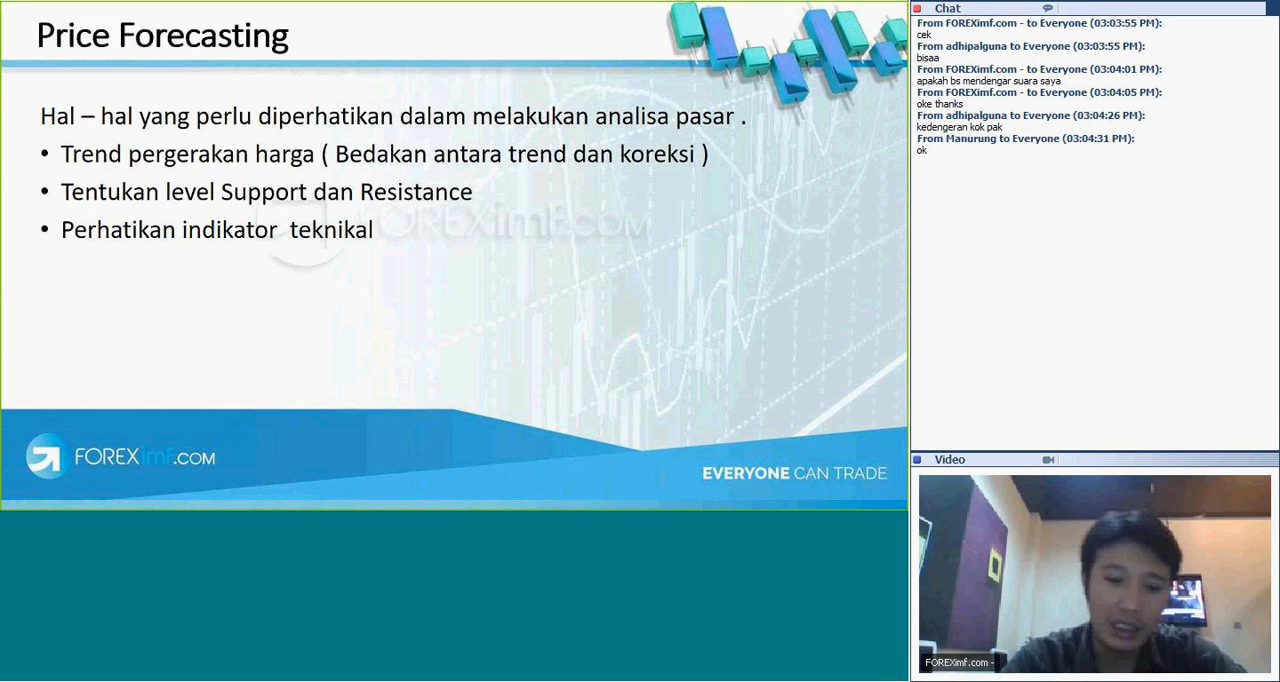 Price Forecasting
Hal – hal yang perlu diperhatikan dalam melakukan analisa pasar .
• Trend pergerakan harga ( Bedakan antara trend dan koreksi )
• Tentukan level Support dan Resistance
• Perhatikan indikator  teknikal
FOREXimf.COM
FOREXimf.COM
EVERYONE CAN TRADE
Chat
From FOREXimf.com - to Everyone (03:03:55 PM):
cek
From adhipalguna to Everyone (03:03:55 PM):
bisaa
From FOREXimf.com - to Everyone (03:04:01 PM):
apakah bs mendengar suara saya
From FOREXimf.com - to Everyone (03:04:05 PM):
oke thanks
From adhipalguna to Everyone (03:04:26 PM):
kedengeran kok pak
From Manurung to Everyone (03:04:31 PM):
ok
Video
FOREXimf.com -